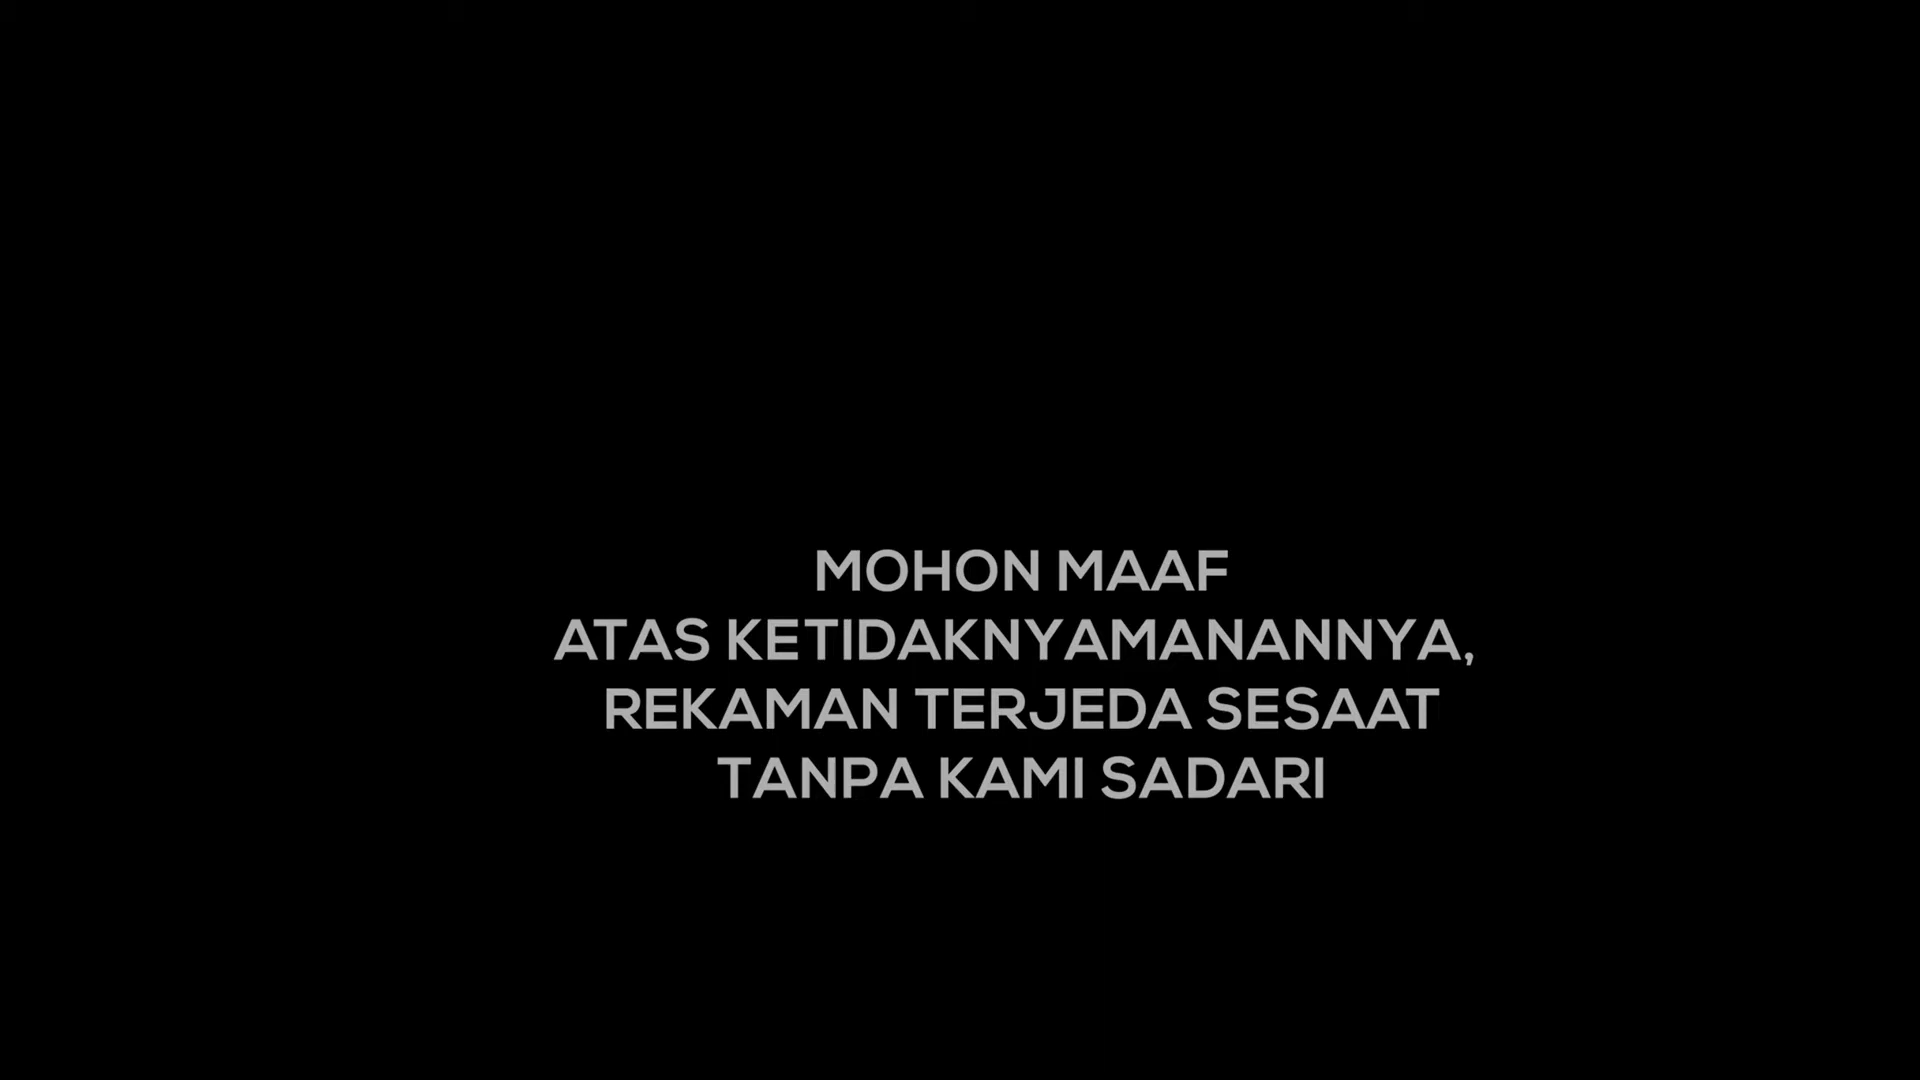 MOHON MAAF
ATAS KETIDAKNYAMANANNYA,
REKAMAN TERJEDA SESAAT
TANPA KAMI SADARI